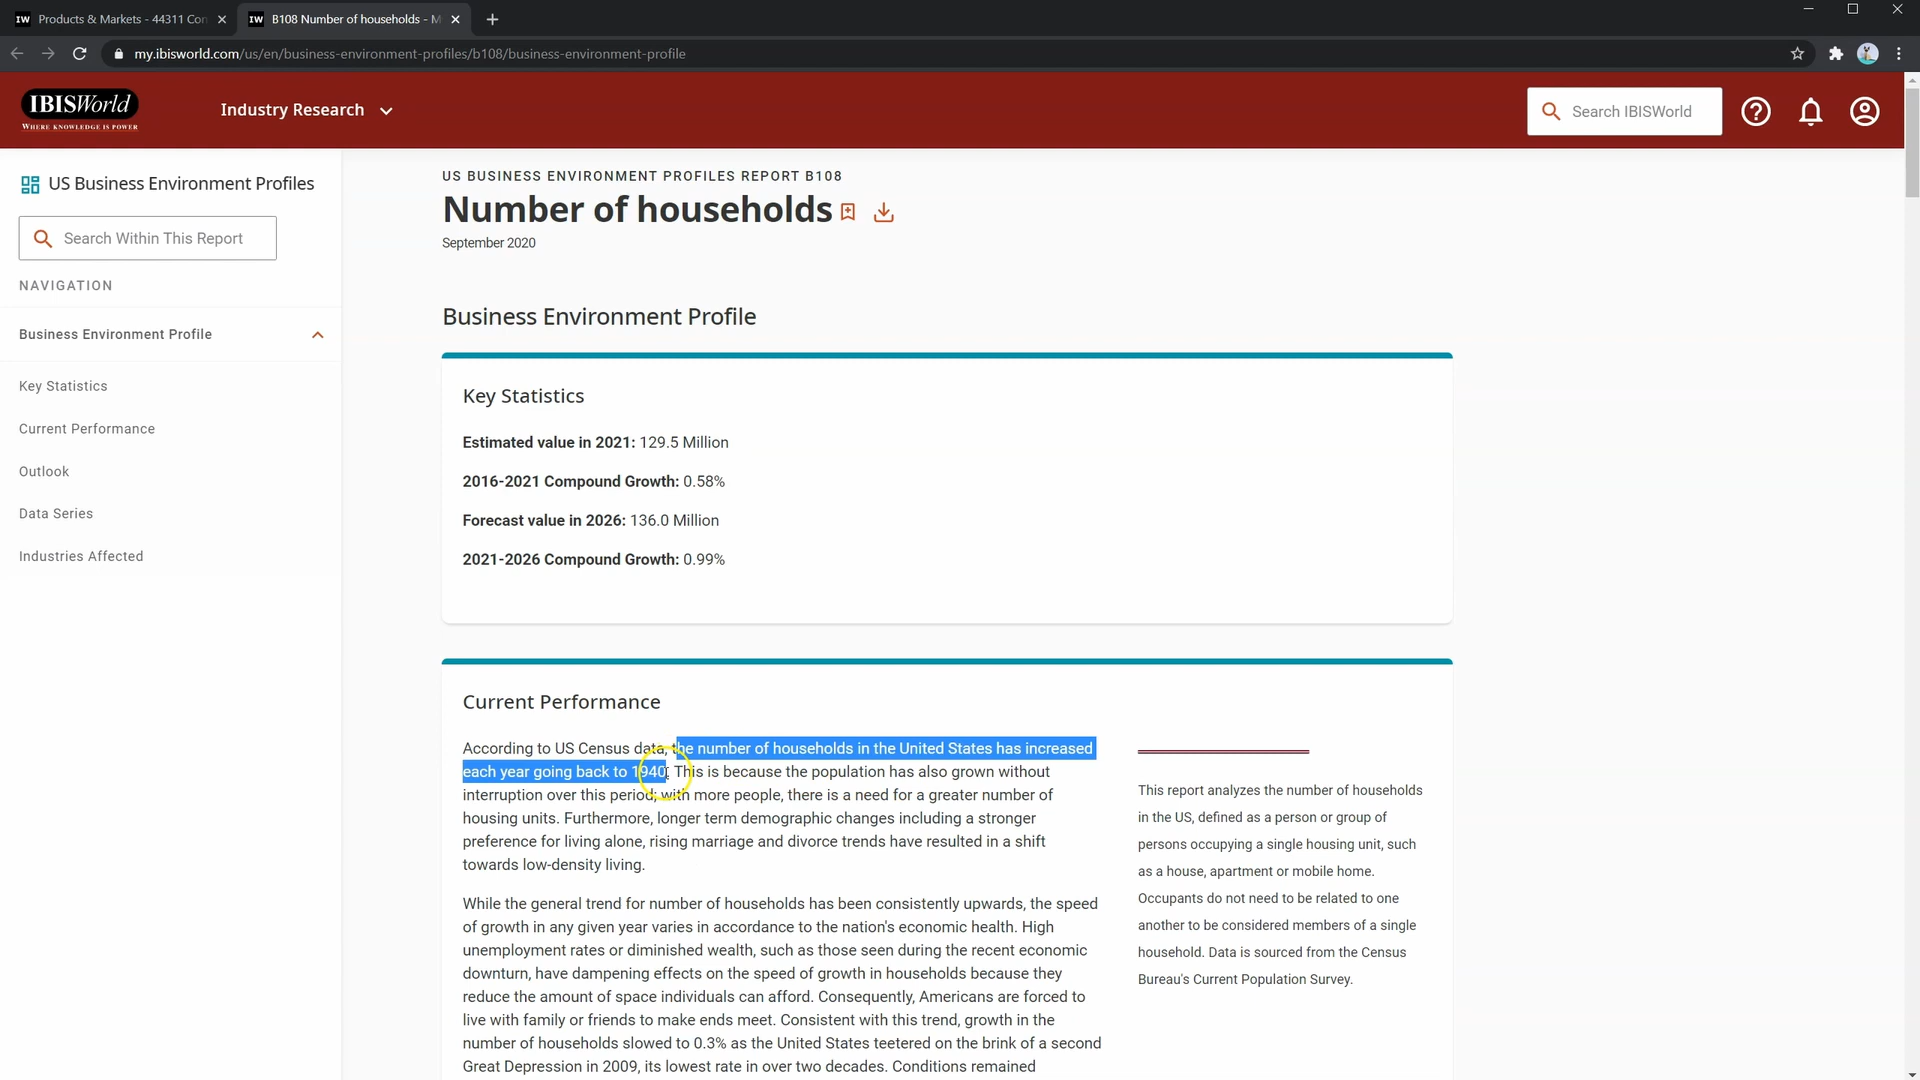 IW Products & Markets - 44311 Con
IW B108 Number of households - M
my.ibisworld.com/us/en/business-environment-profiles/b108/business-environment-profile
IBISWorld
WHERE KNOWLEDGE IS POWER
Industry Research
Search IBISWorld
US Business Environment Profiles
Search Within This Report
NAVIGATION
Business Environment Profile
Key Statistics
Current Performance
Outlook
Data Series
Industries Affected
US BUSINESS ENVIRONMENT PROFILES REPORT B108
Number of households
September 2020
Business Environment Profile
Key Statistics
Estimated value in 2021: 129.5 Million
2016-2021 Compound Growth: 0.58%
Forecast value in 2026: 136.0 Million
2021-2026 Compound Growth: 0.99%
Current Performance
According to US Census data, the number of households in the United States has increased
each year going back to 1940. This is because the population has also grown without
interruption over this period, with more people, there is a need for a greater number of
housing units. Furthermore, longer term demographic changes including a stronger
preference for living alone, rising marriage and divorce trends have resulted in a shift
towards low-density living.
While the general trend for number of households has been consistently upwards, the speed
of growth in any given year varies in accordance to the nation's economic health. High
unemployment rates or diminished wealth, such as those seen during the recent economic
downturn, have dampening effects on the speed of growth in households because they
reduce the amount of space individuals can afford. Consequently, Americans are forced to
live with family or friends to make ends meet. Consistent with this trend, growth in the
number of households slowed to 0.3% as the United States teetered on the brink of a second
Great Depression in 2009, its lowest rate in over two decades. Conditions remained
This report analyzes the number of households
in the US, defined as a person or group of
persons occupying a single housing unit, such
as a house, apartment or mobile home.
Occupants do not need to be related to one
another to be considered members of a single
household. Data is sourced from the Census
Bureau's Current Population Survey.